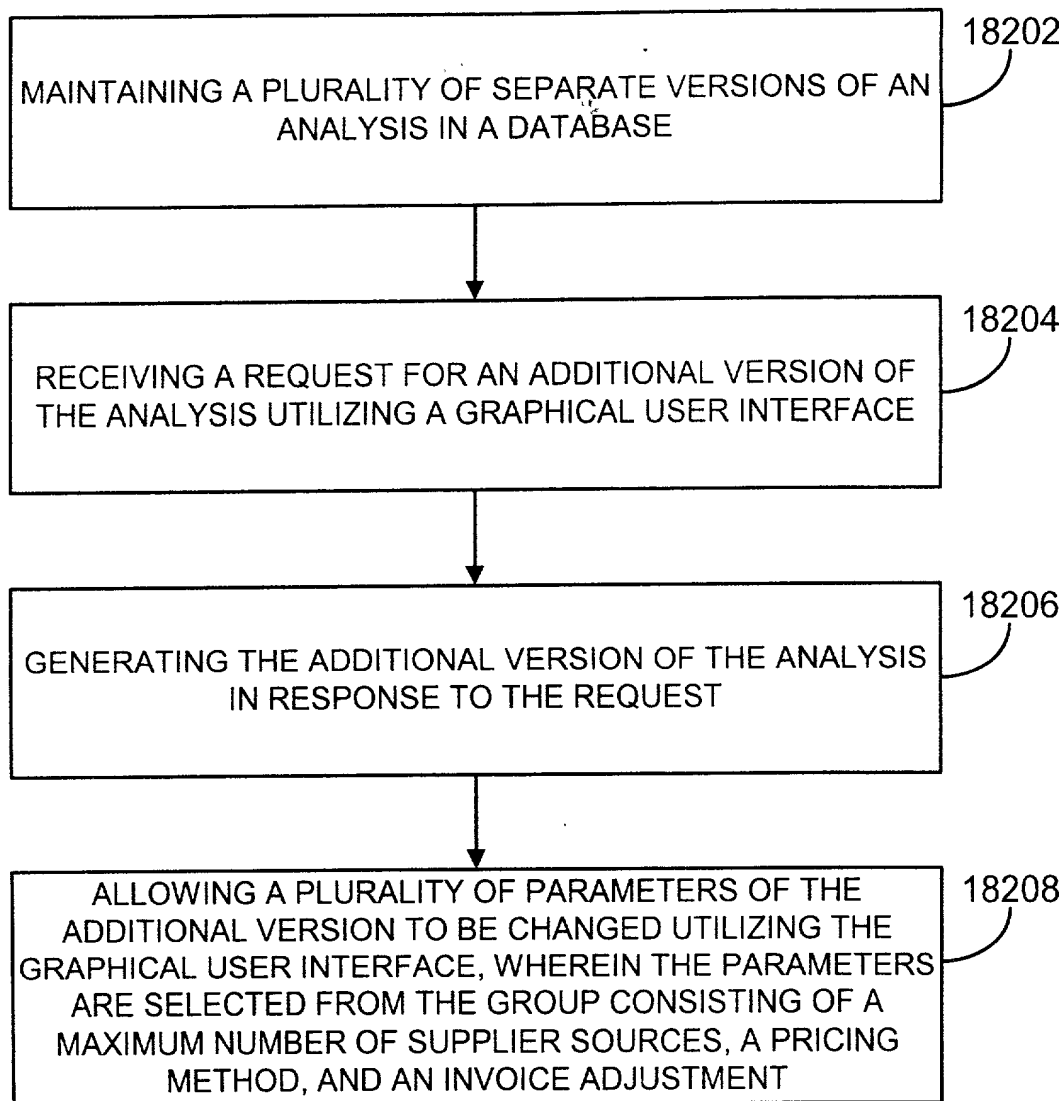 18202
MAINTAINING A PLURALITY OF SEPARATE VERSIONS OF AN
ANALYSIS IN A DATABASE
18204
RECEIVING A REQUEST FOR AN ADDITIONAL VERSION OF
THE ANALYSIS UTILIZING A GRAPHICAL USER INTERFACE
18206
GENERATING THE ADDITIONAL VERSION OF THE ANALYSIS
IN RESPONSE TO THE REQUEST
18208
ALLOWING A PLURALITY OF PARAMETERS OF THE
ADDITIONAL VERSION TO BE CHANGED UTILIZING THE
GRAPHICAL USER INTERFACE, WHEREIN THE PARAMETERS
ARE SELECTED FROM THE GROUP CONSISTING OF A
MAXIMUM NUMBER OF SUPPLIER SOURCES, A PRICING
METHOD, AND AN INVOICE ADJUSTMENT